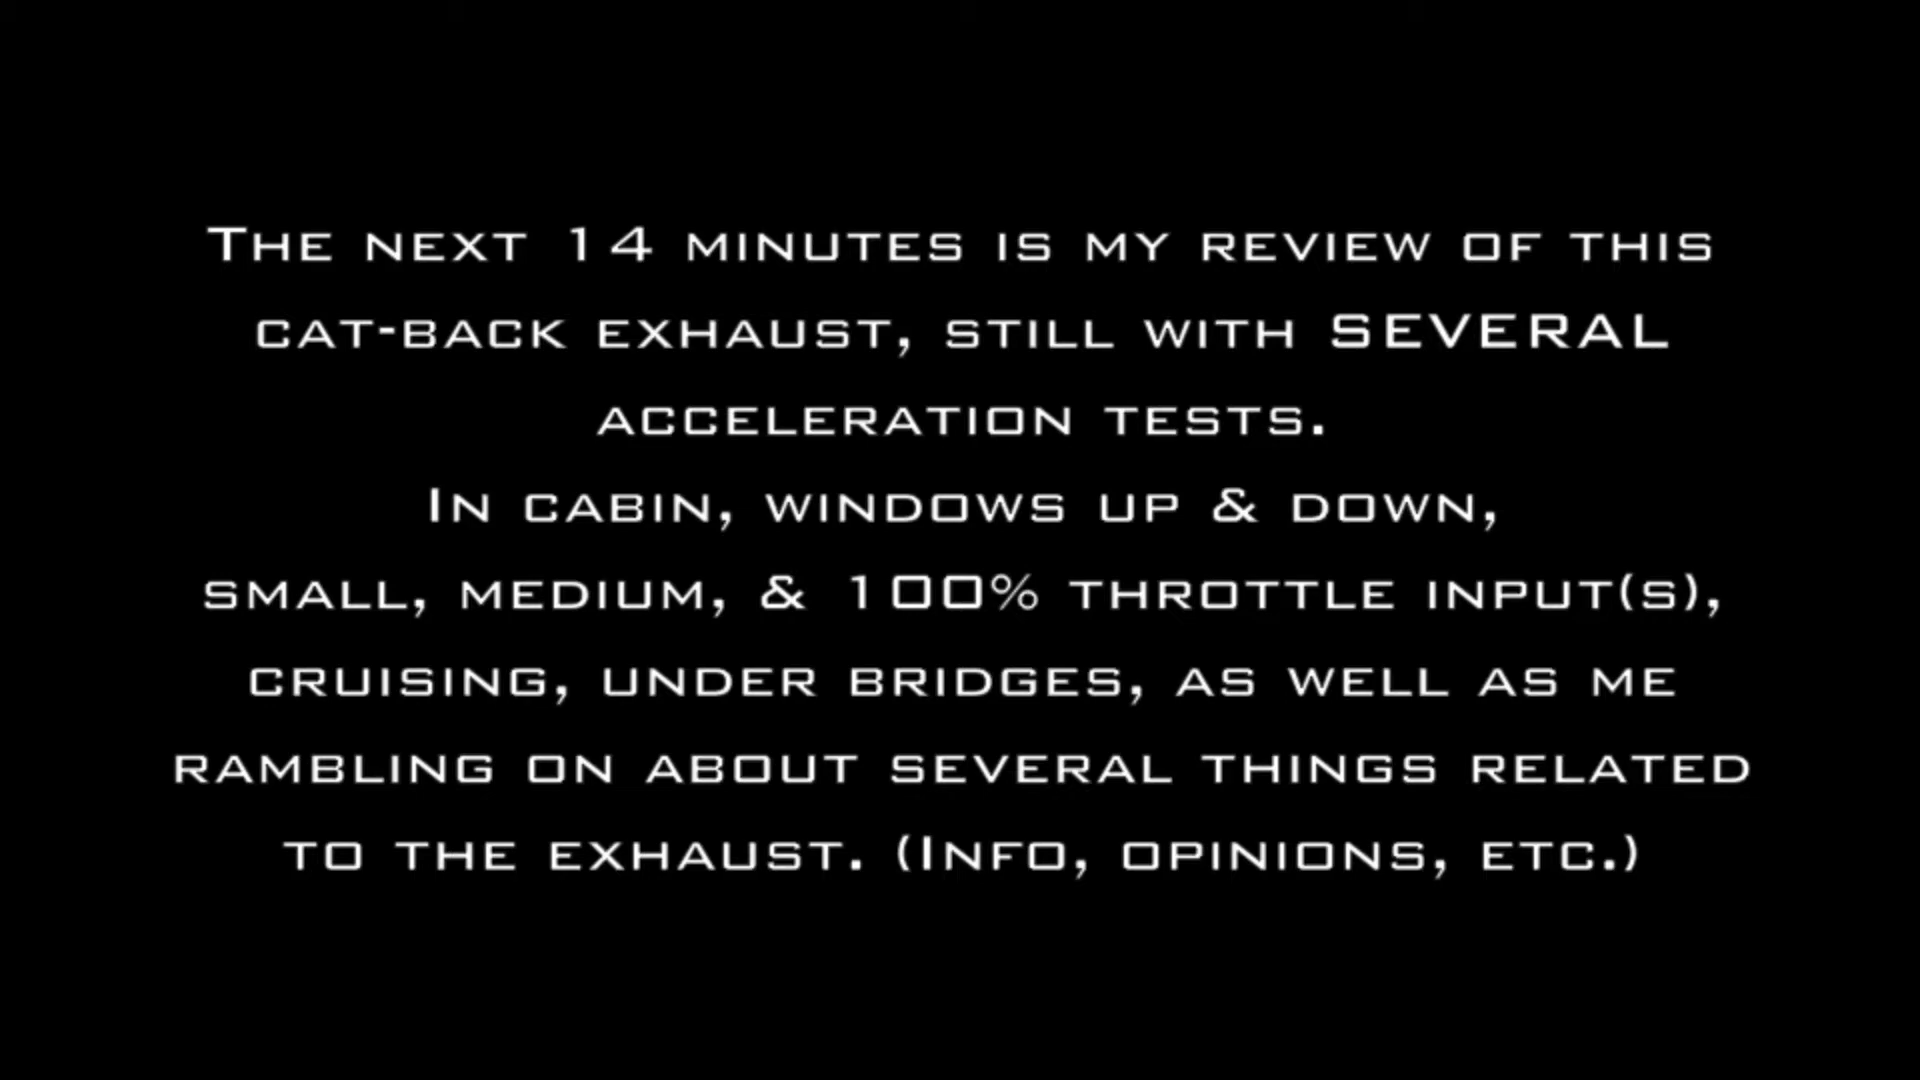 The next 14 minutes is my review of this
cat-back exhaust, still with SEVERAL
acceleration tests.
In cabin, windows up & down,
small, medium, & 100% throttle input(s),
cruising, under bridges, as well as me
rambling on about several things related
to the exhaust. (Info, opinions, etc.)